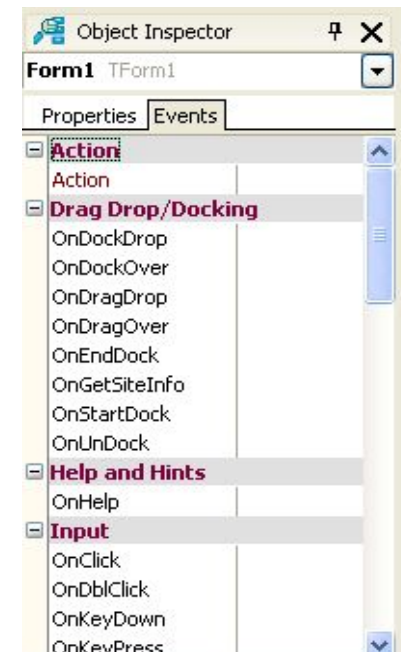 Object Inspector
Form1 TForm1
Properties Events
Action
Action
Drag Drop/Docking
OnDockDrop
OnDockOver
OnDragDrop
OnDragOver
OnEndDock
OnGetSiteInfo
OnStartDock
OnUnDock
Help and Hints
OnHelp
Input
OnClick
OnDblClick
OnKeyDown
OnKeyPress